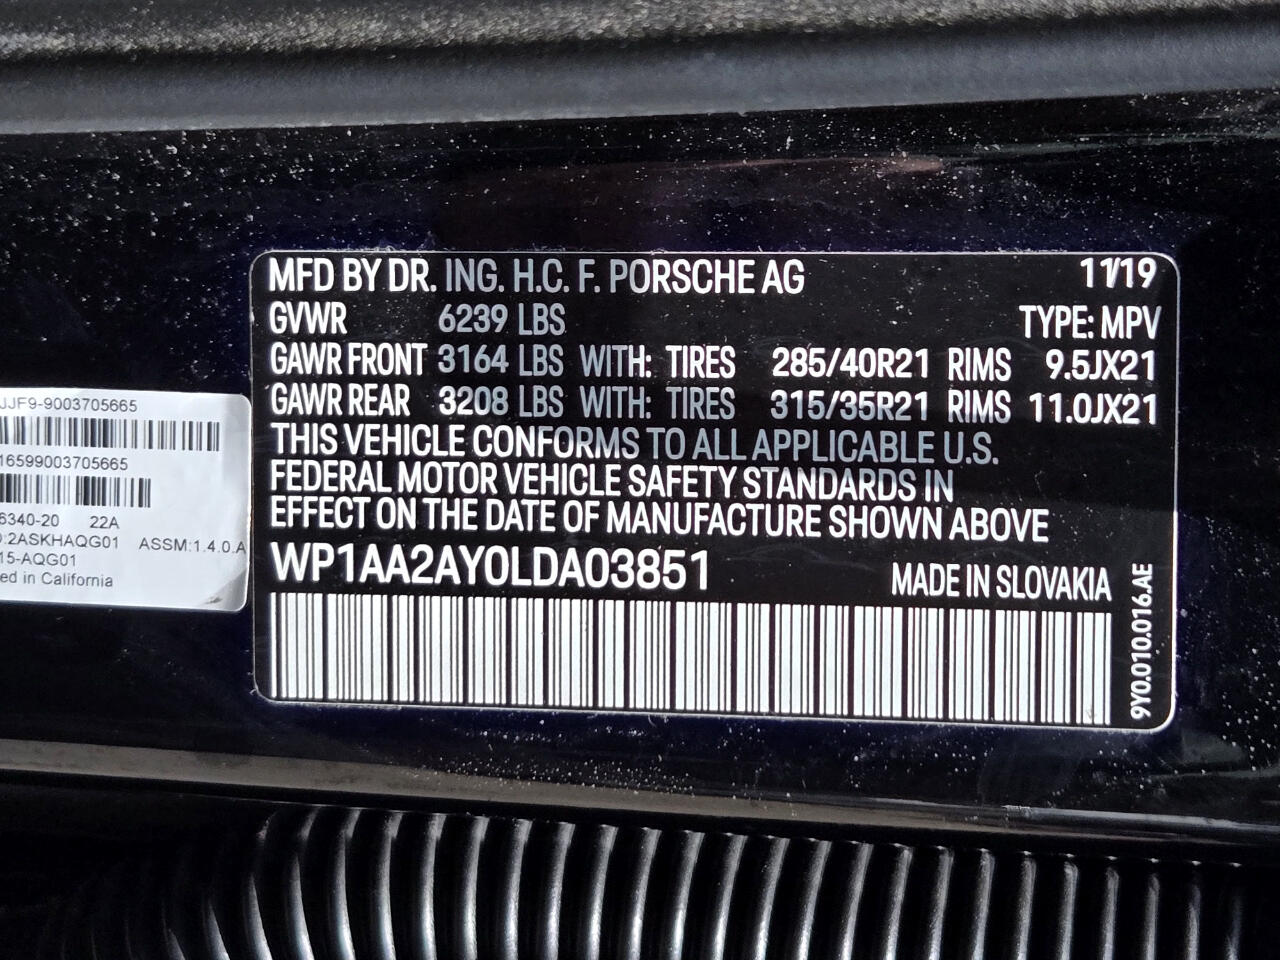 MFD BY DR. ING. H.C. F. PORSCHE AG 11/19
GVWR 6239 LBS TYPE: MPV
GAWR FRONT 3164 LBS WITH: TIRES 285/40R21 RIMS 9.5JX21
GAWR REAR 3208 LBS WITH: TIRES 315/35R21 RIMS 11.0JX21
THIS VEHICLE CONFORMS TO ALL APPLICABLE U.S.
FEDERAL MOTOR VEHICLE SAFETY STANDARDS IN
EFFECT ON THE DATE OF MANUFACTURE SHOWN ABOVE
WP1AA2AY0LDA03851 MADE IN SLOVAKIA
9Y0.010.016.AE
JJF9-9003705665
16599003705665
6340-20 22A
:2ASKHAQG01 ASSM:1.4.0.A
15-AQG01
ed in California